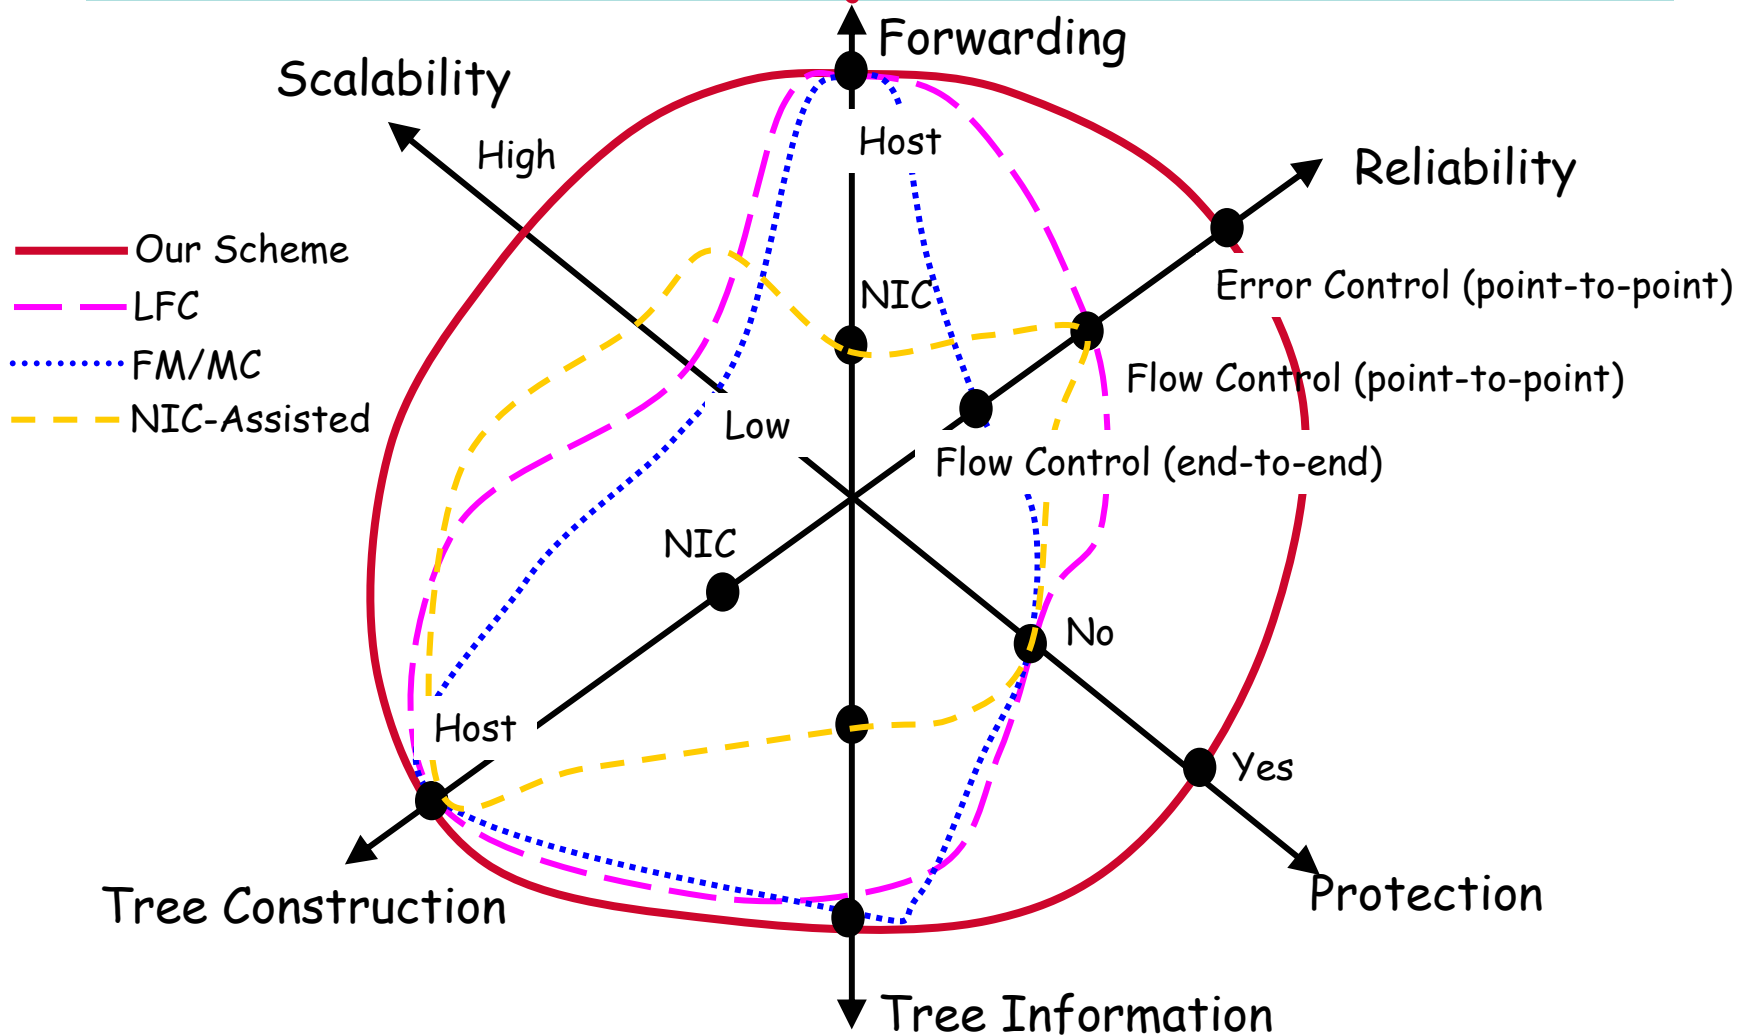 Forwarding
Scalability
High
Host
Reliability
Our Scheme
LFC
FM/MC
NIC-Assisted
NIC
Error Control (point-to-point)
Flow Control (point-to-point)
Low
Flow Control (end-to-end)
NIC
No
Host
Yes
Tree Construction
Protection
Tree Information